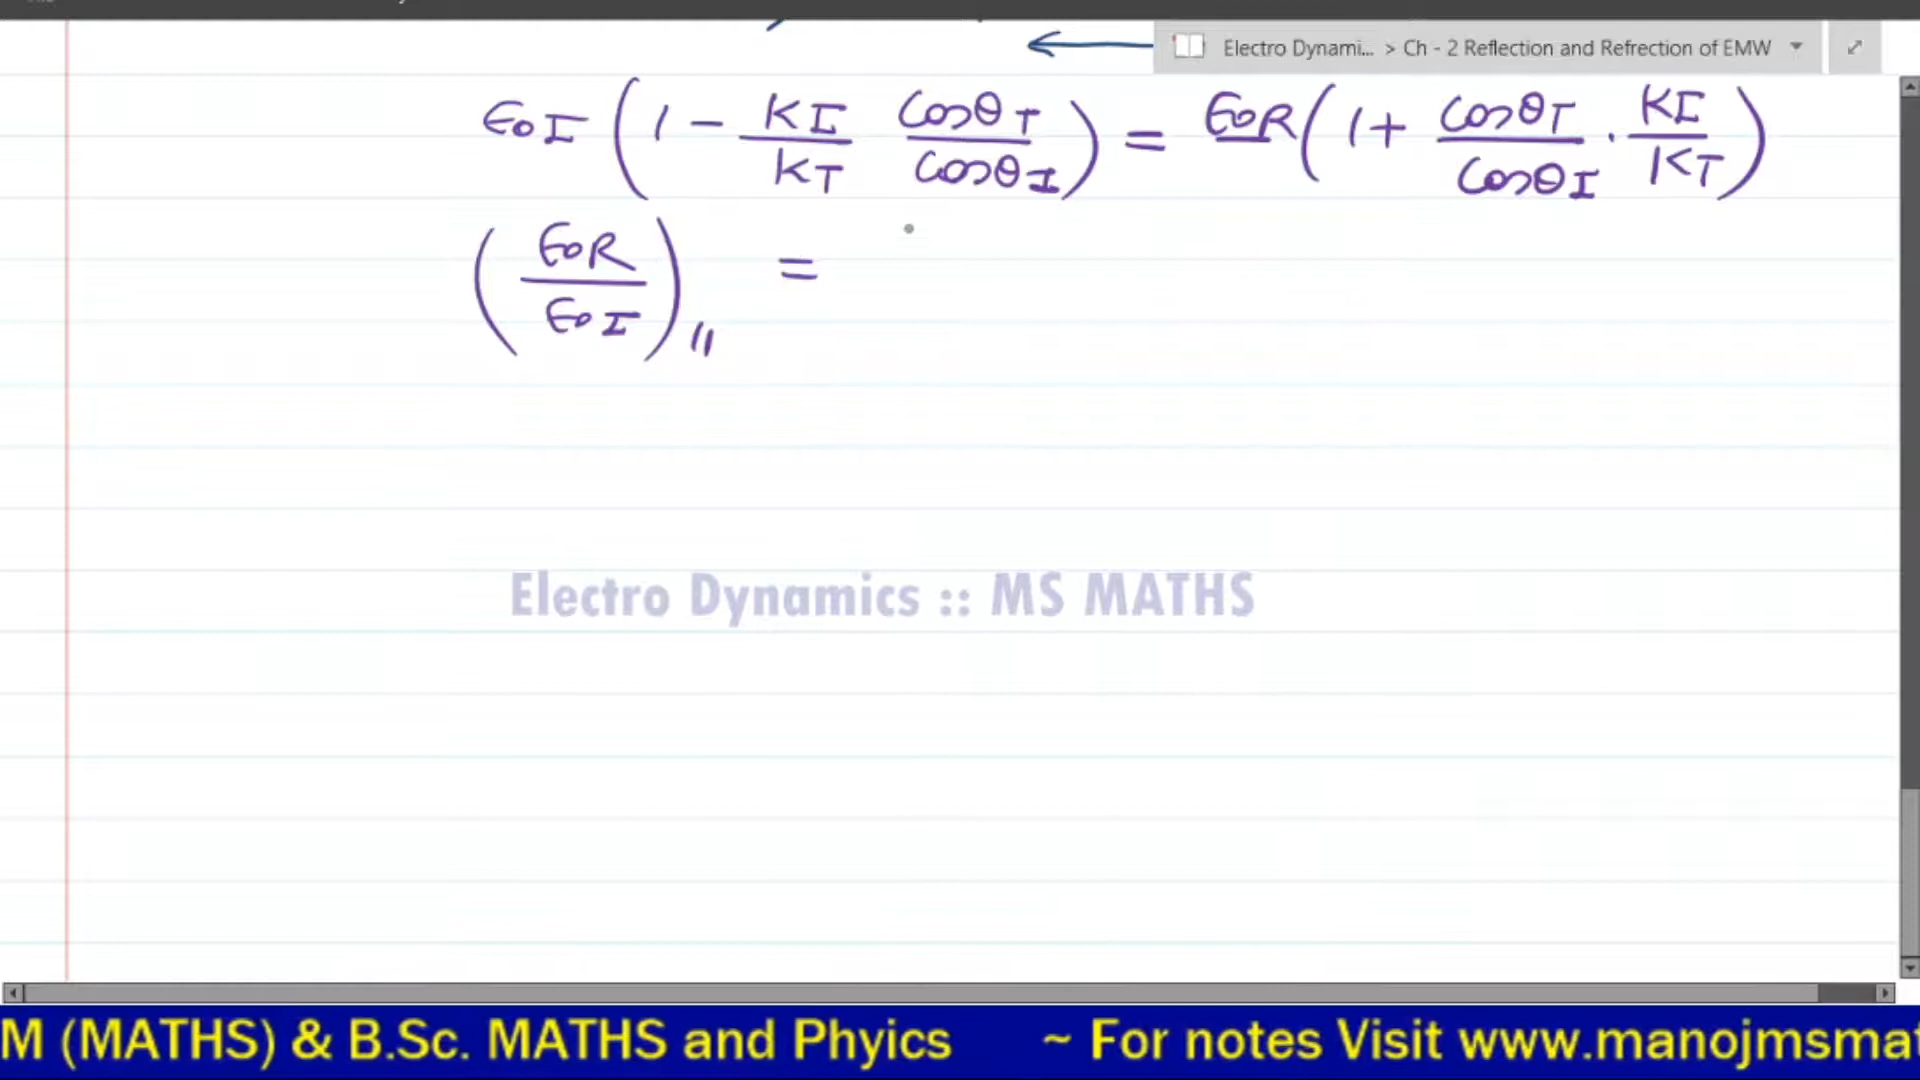 Electro Dynami... > Ch - 2 Reflection and Refrection of EMW
E₀I (1 - KI/KT cosθT/cosθI) = E₀R (1 + cosθT/cosθI · KI/KT)
(E₀R/E₀I)∥ =
Electro Dynamics :: MS MATHS
M (MATHS) & B.Sc. MATHS and Phyics ~ For notes Visit www.manojmsmat